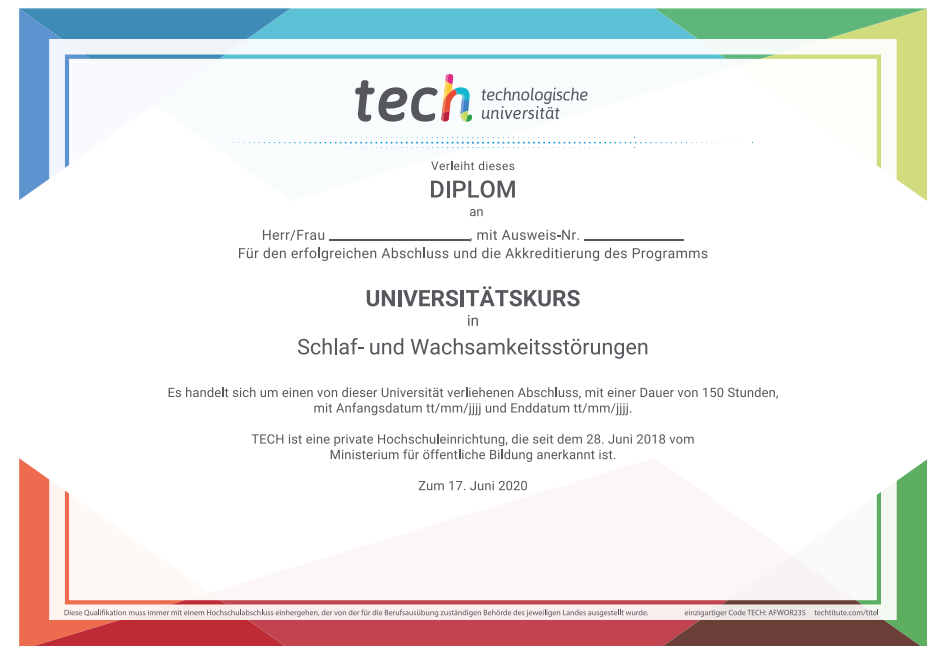 tech technologische
universität
Verleiht dieses
DIPLOM
an
Herr/Frau ____________, mit Ausweis-Nr. ____________
Für den erfolgreichen Abschluss und die Akkreditierung des Programms
UNIVERSITÄTSKURS
in
Schlaf- und Wachsamkeitsstörungen
Es handelt sich um einen von dieser Universität verliehenen Abschluss, mit einer Dauer von 150 Stunden,
mit Anfangsdatum tt/mm/jjjj und Enddatum tt/mm/jjjj.
TECH ist eine private Hochschuleinrichtung, die seit dem 28. Juni 2018 vom
Ministerium für öffentliche Bildung anerkannt ist.
Zum 17. Juni 2020
Diese Qualifikation muss immer mit einem Hochschulabschluss einhergehen, der von der für die Berufsausübung zuständigen Behörde des jeweiligen Landes ausgestellt wurde. einzigartiger Code TECH: AFWOR23S techtitute.com/titel